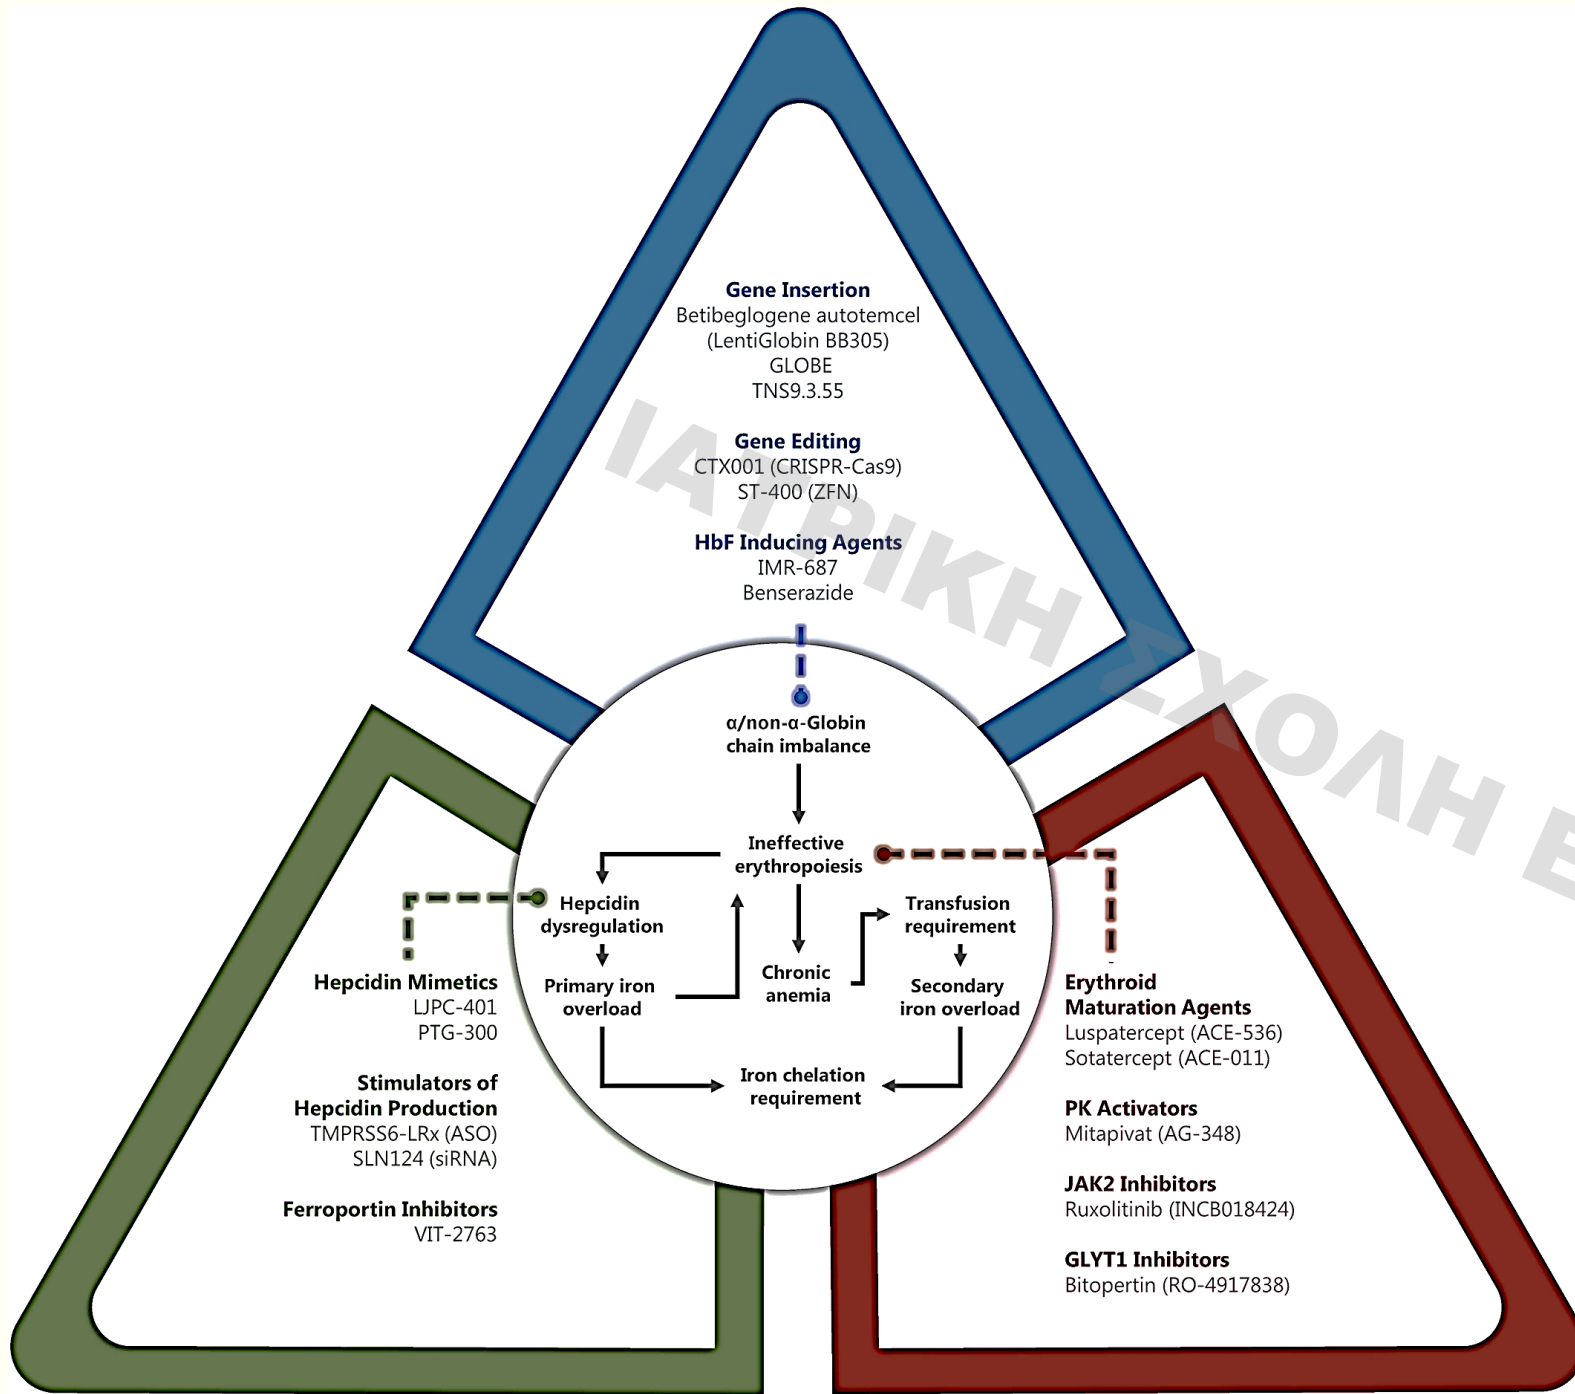 Gene Insertion
Betibeglogene autotemcel
(LentiGlobin BB305)
GLOBE
TNS9.3.55
Gene Editing
CTX001 (CRISPR-Cas9)
ST-400 (ZFN)
HbF Inducing Agents
IMR-687
Benserazide
ΙΑΤΡΙΚΗ ΣΧΟΛΗ Ε
α/non-α-Globin
chain imbalance
Ineffective
erythropoiesis
Hepcidin
dysregulation
Primary iron
overload
Chronic
anemia
Transfusion
requirement
Secondary
iron overload
Iron chelation
requirement
Hepcidin Mimetics
LJPC-401
PTG-300
Stimulators of
Hepcidin Production
TMPRSS6-LRx (ASO)
SLN124 (siRNA)
Ferroportin Inhibitors
VIT-2763
Erythroid
Maturation Agents
Luspatercept (ACE-536)
Sotatercept (ACE-011)
PK Activators
Mitapivat (AG-348)
JAK2 Inhibitors
Ruxolitinib (INCB018424)
GLYT1 Inhibitors
Bitopertin (RO-4917838)